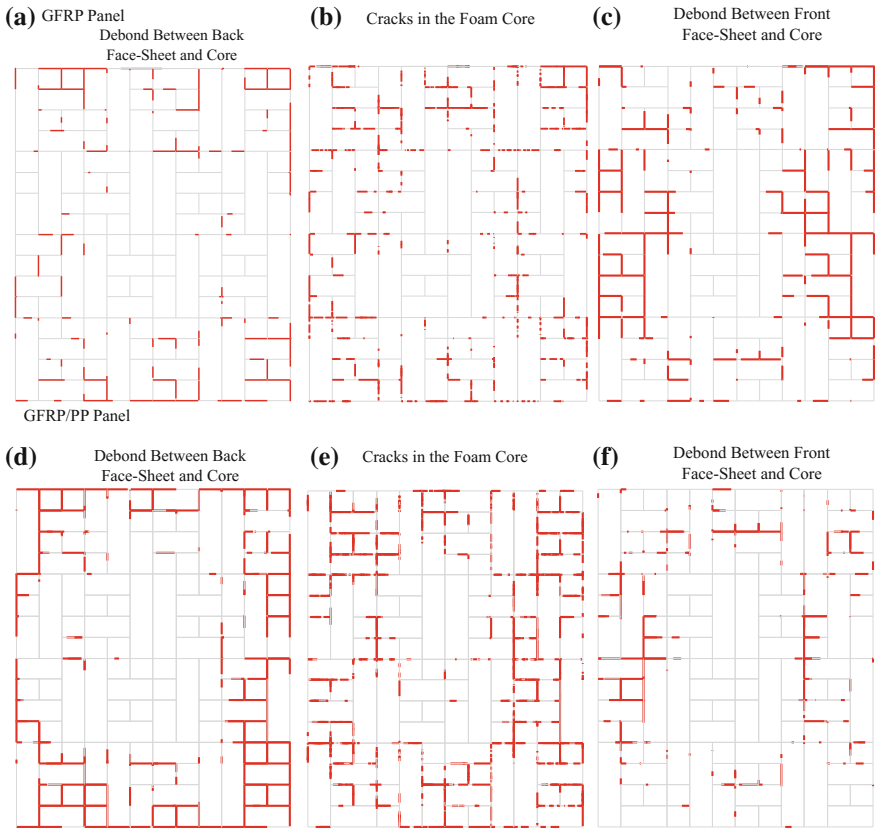 (a) GFRP Panel
Debond Between Back
Face-Sheet and Core
(b) Cracks in the Foam Core
(c) Debond Between Front
Face-Sheet and Core
GFRP/PP Panel
(d) Debond Between Back
Face-Sheet and Core
(e) Cracks in the Foam Core
(f) Debond Between Front
Face-Sheet and Core